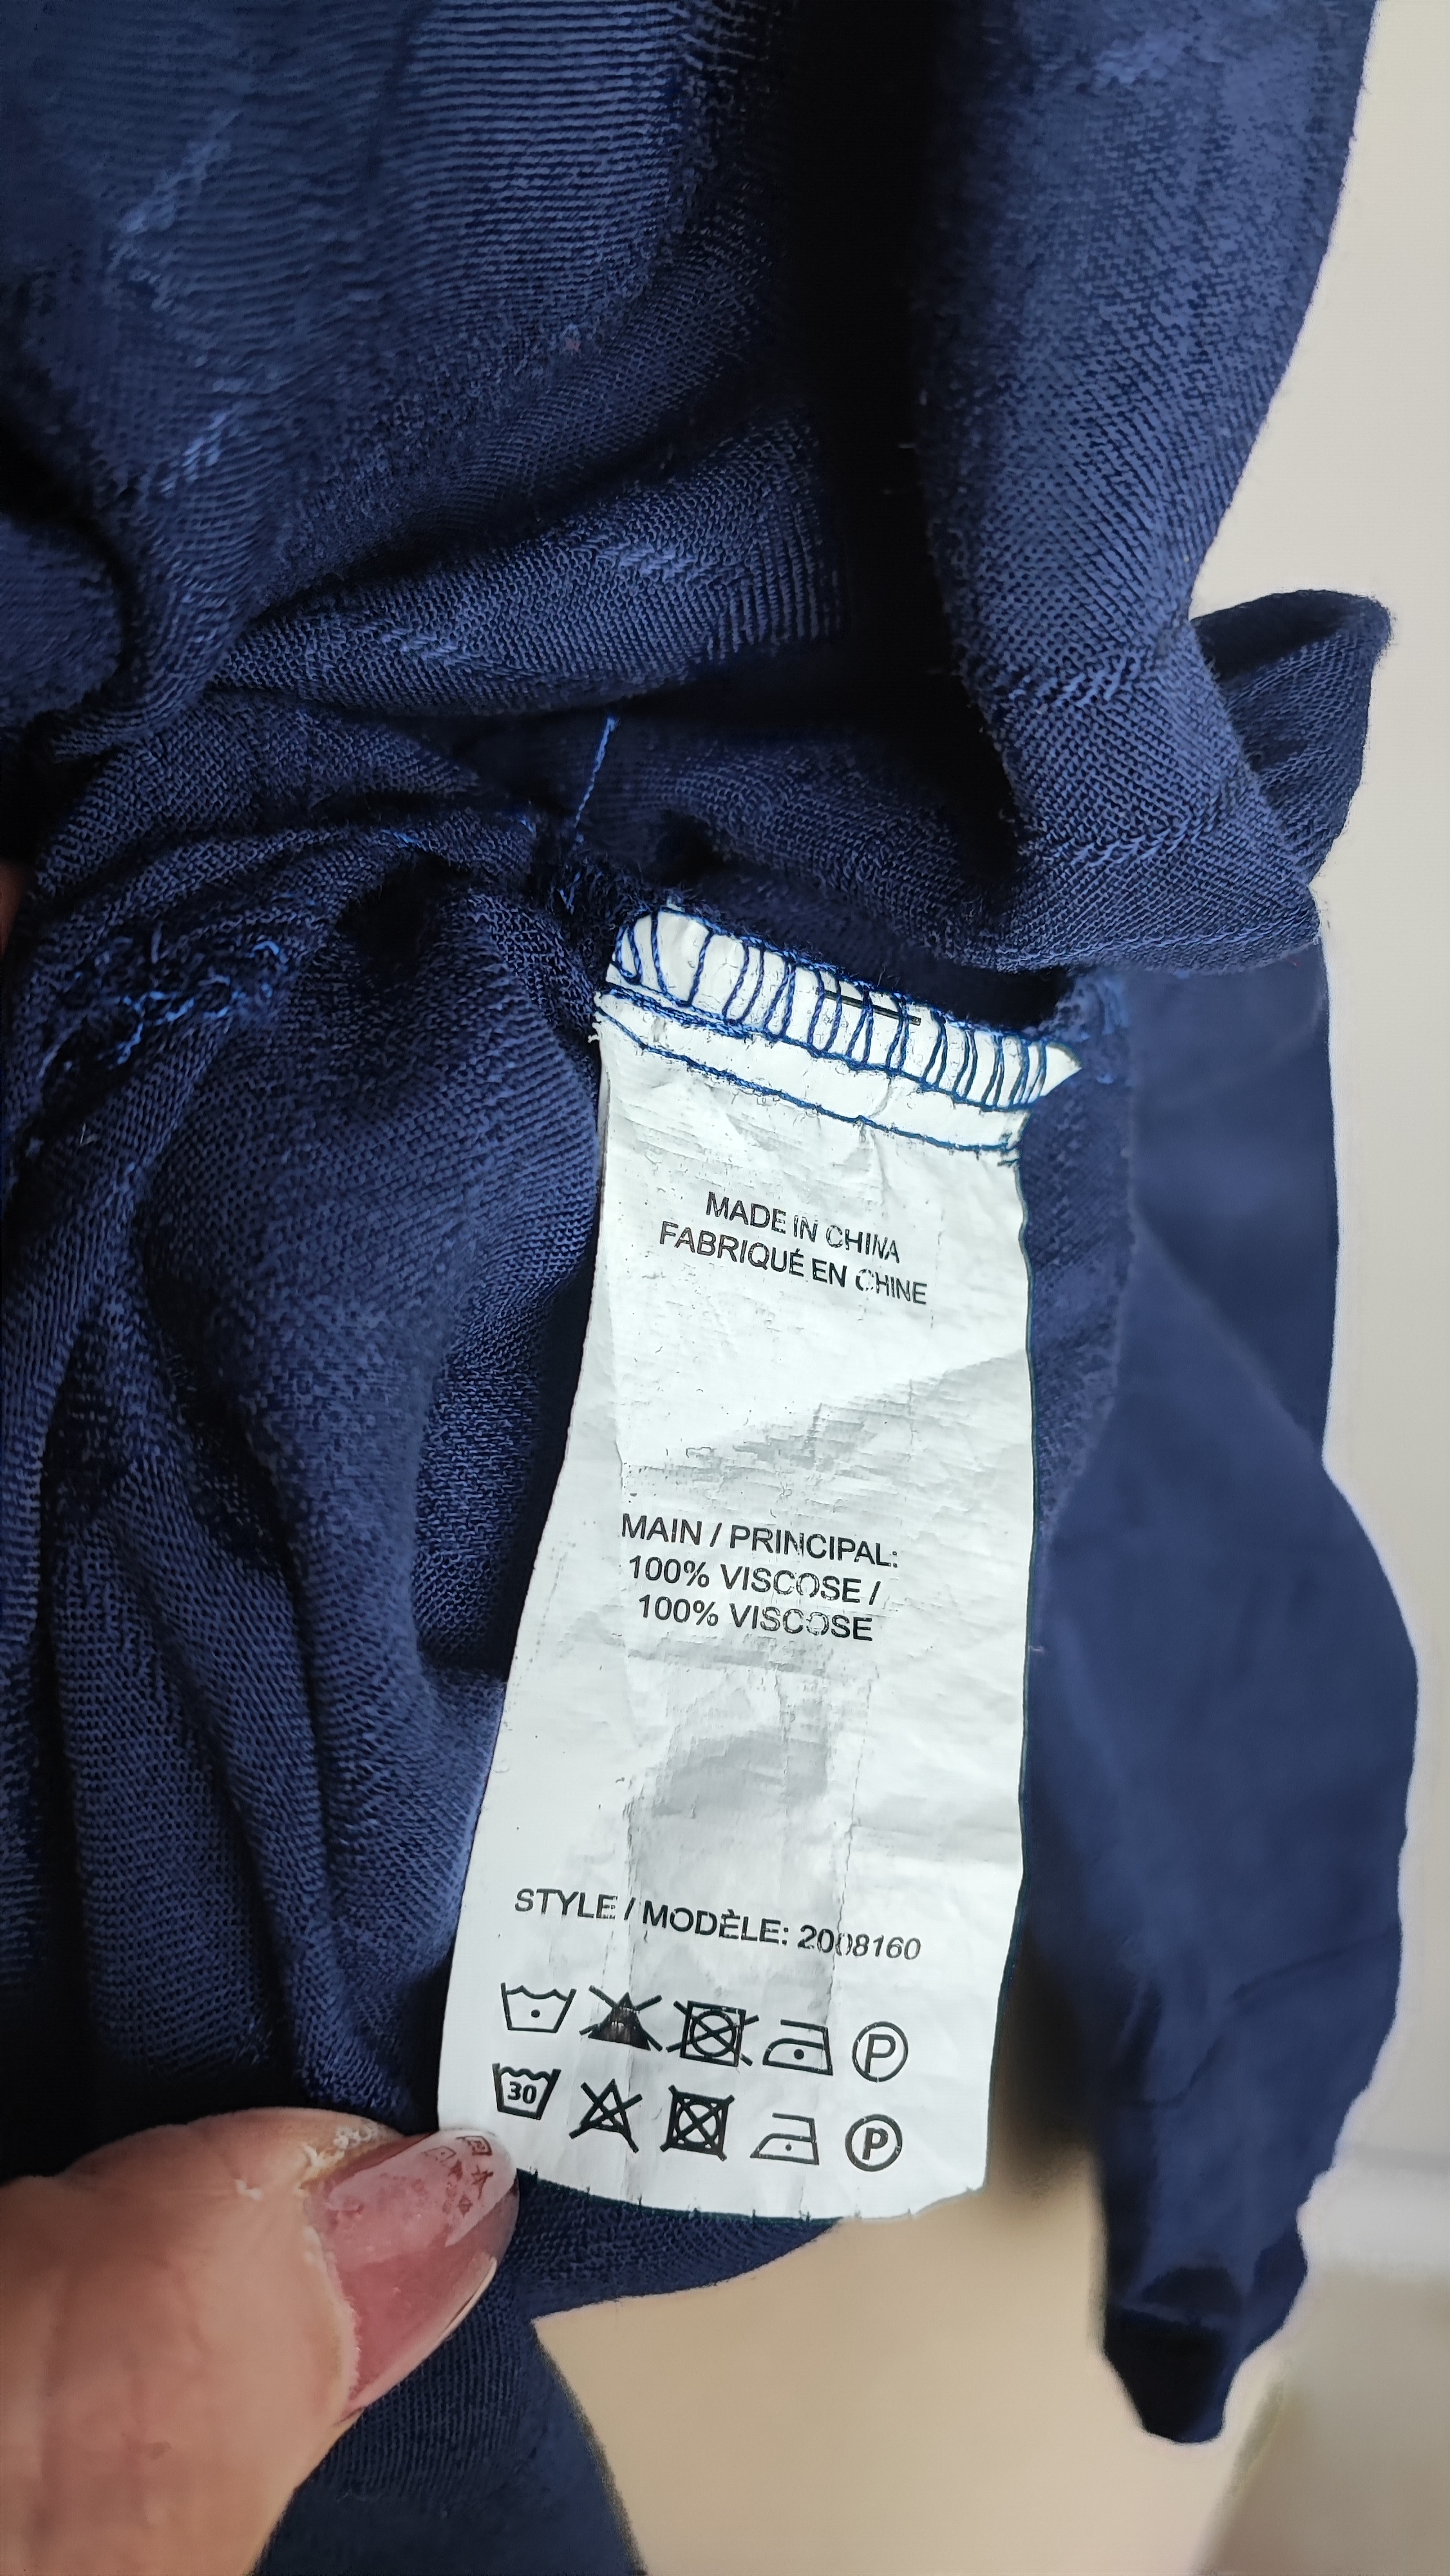 MADE IN CHINA
FABRIQUÉ EN CHINE
MAIN / PRINCIPAL:
100% VISCOSE /
100% VISCOSE
STYLE / MODÈLE: 2008160
P
30 P